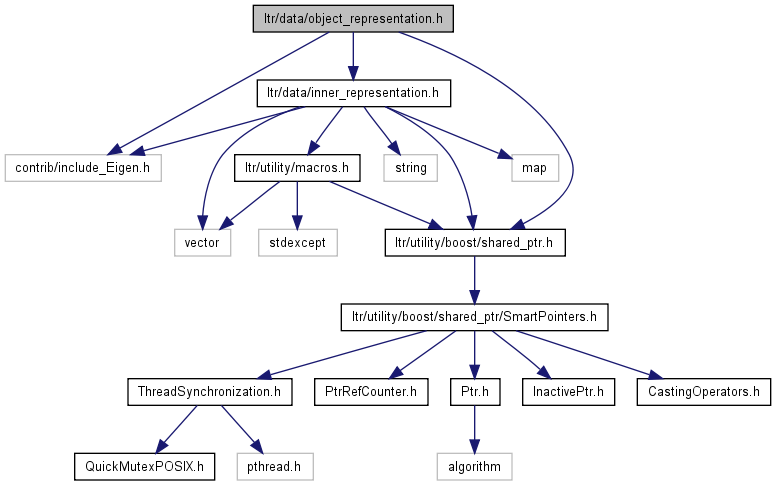 ltr/data/object_representation.h
ltr/data/inner_representation.h
contrib/include_Eigen.h
ltr/utility/macros.h
string
map
vector
stdexcept
ltr/utility/boost/shared_ptr.h
ltr/utility/boost/shared_ptr/SmartPointers.h
ThreadSynchronization.h
PtrRefCounter.h
Ptr.h
InactivePtr.h
CastingOperators.h
QuickMutexPOSIX.h
pthread.h
algorithm